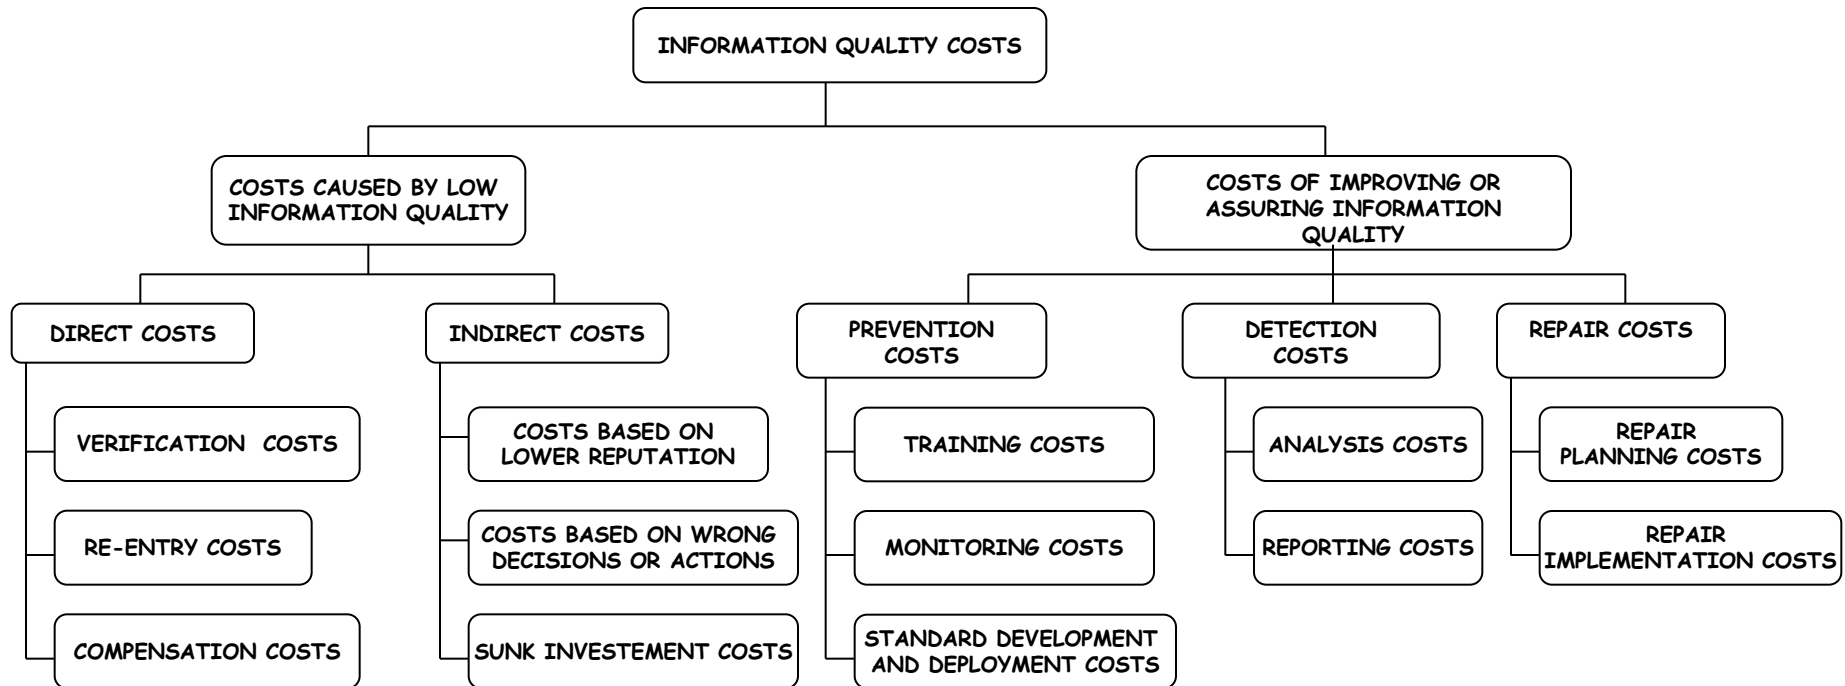 INFORMATION QUALITY COSTS
COSTS CAUSED BY LOW
INFORMATION QUALITY
COSTS OF IMPROVING OR
ASSURING INFORMATION
QUALITY
DIRECT COSTS
INDIRECT COSTS
PREVENTION
COSTS
DETECTION
COSTS
REPAIR COSTS
VERIFICATION COSTS
RE-ENTRY COSTS
COMPENSATION COSTS
COSTS BASED ON
LOWER REPUTATION
COSTS BASED ON WRONG
DECISIONS OR ACTIONS
SUNK INVESTEMENT COSTS
TRAINING COSTS
MONITORING COSTS
STANDARD DEVELOPMENT
AND DEPLOYMENT COSTS
ANALYSIS COSTS
REPORTING COSTS
REPAIR
PLANNING COSTS
REPAIR
IMPLEMENTATION COSTS